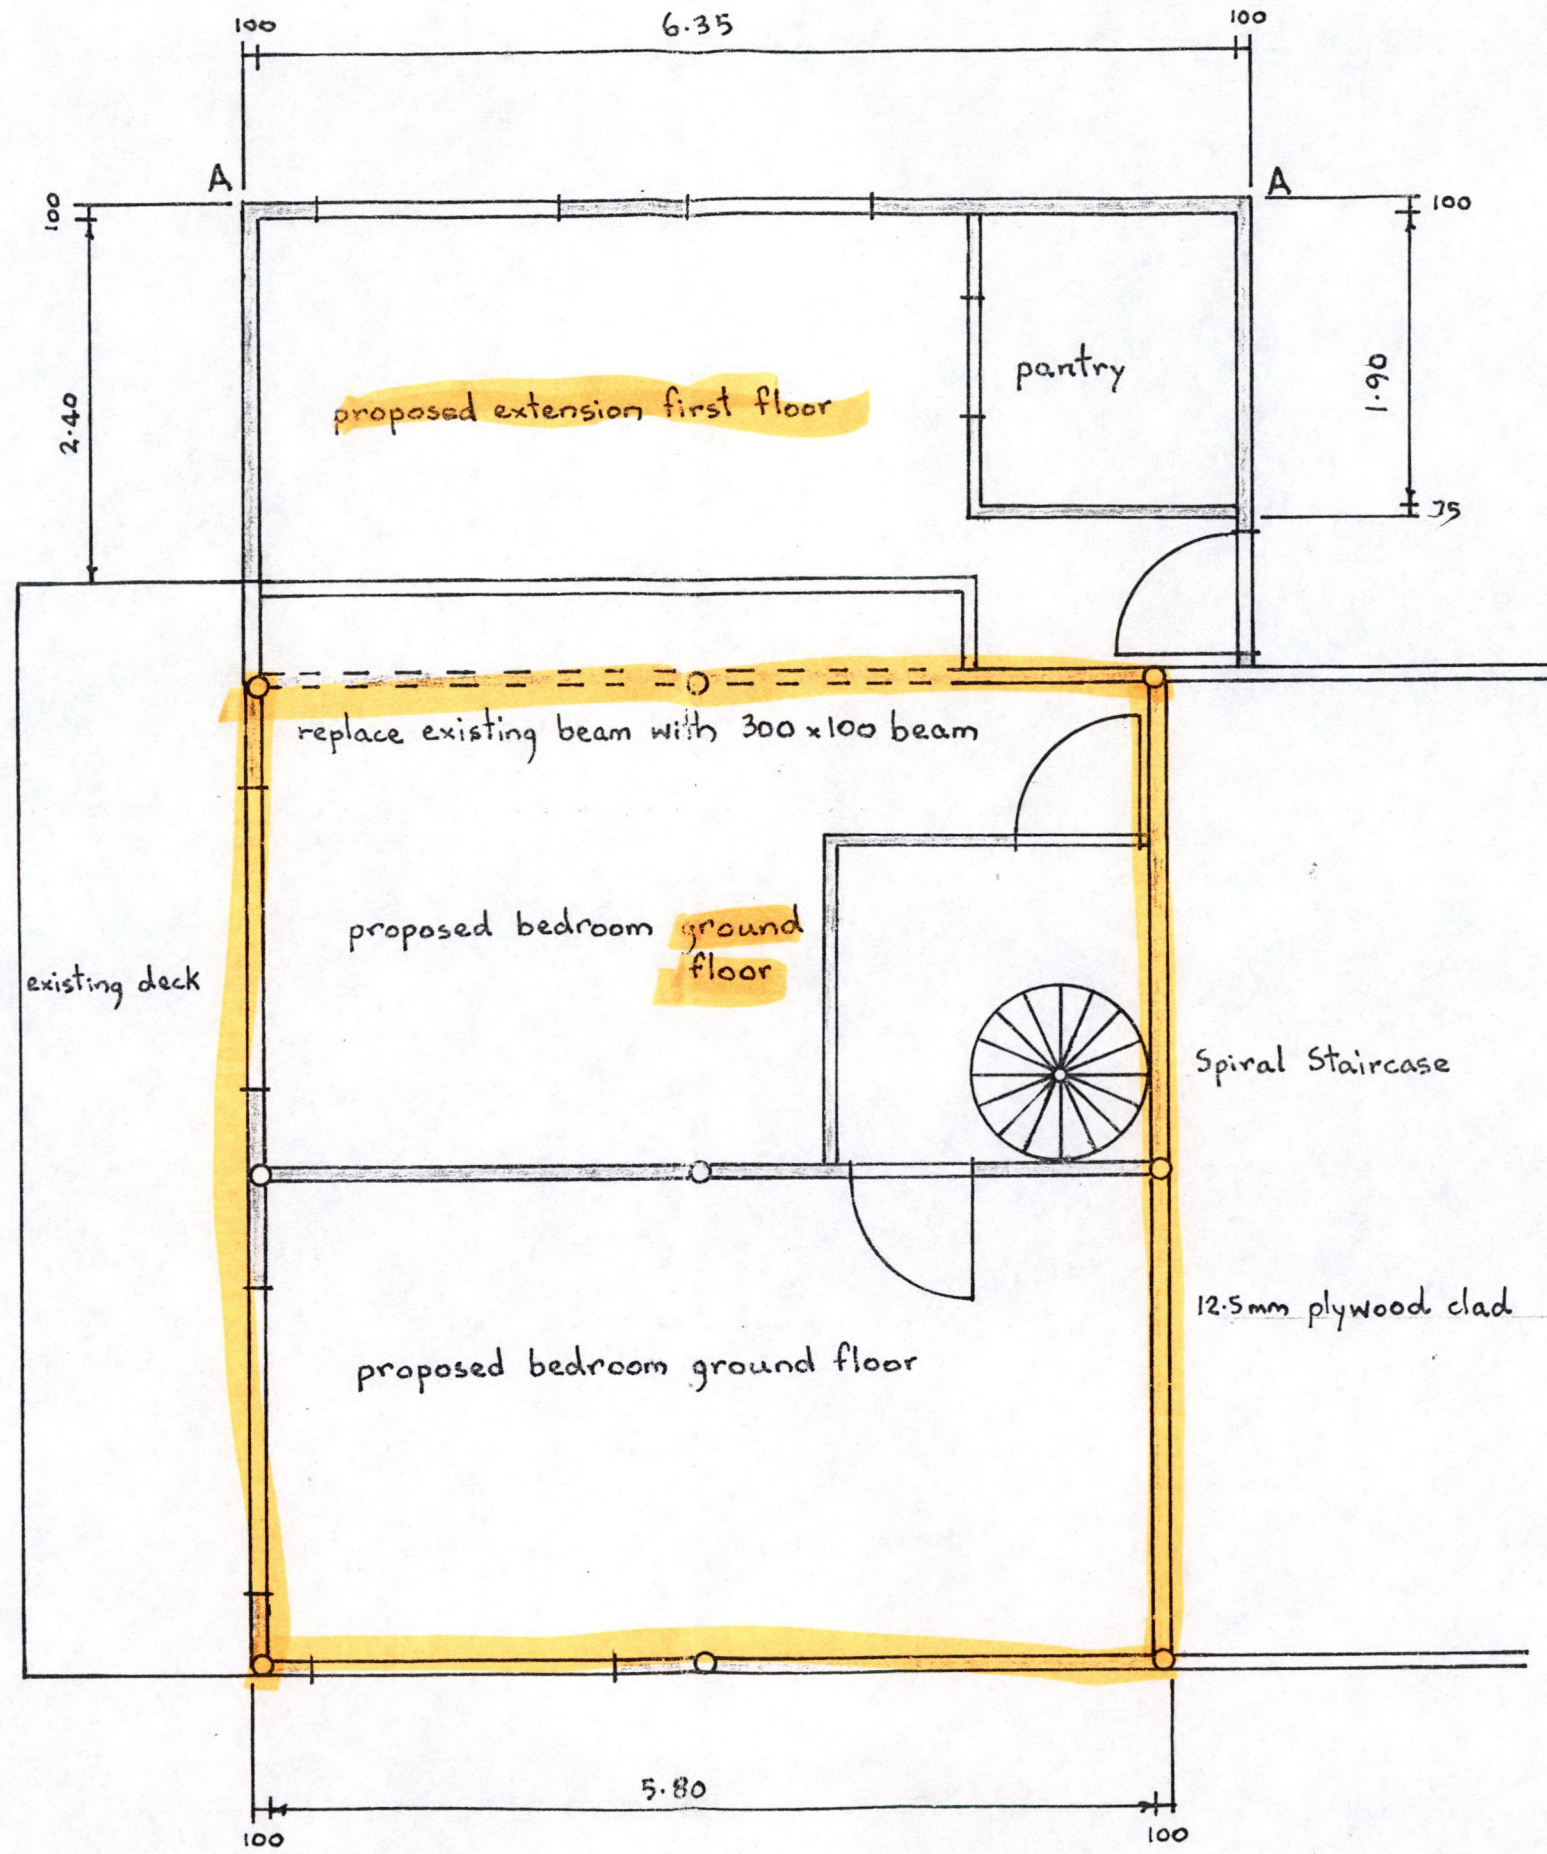 100
6.35
100
A
A
100
100
2.40
pantry
1.90
proposed extension first floor
75
replace existing beam with 300x100 beam
proposed bedroom ground
floor
existing deck
Spiral Staircase
12.5mm plywood clad
proposed bedroom ground floor
5.80
100
100